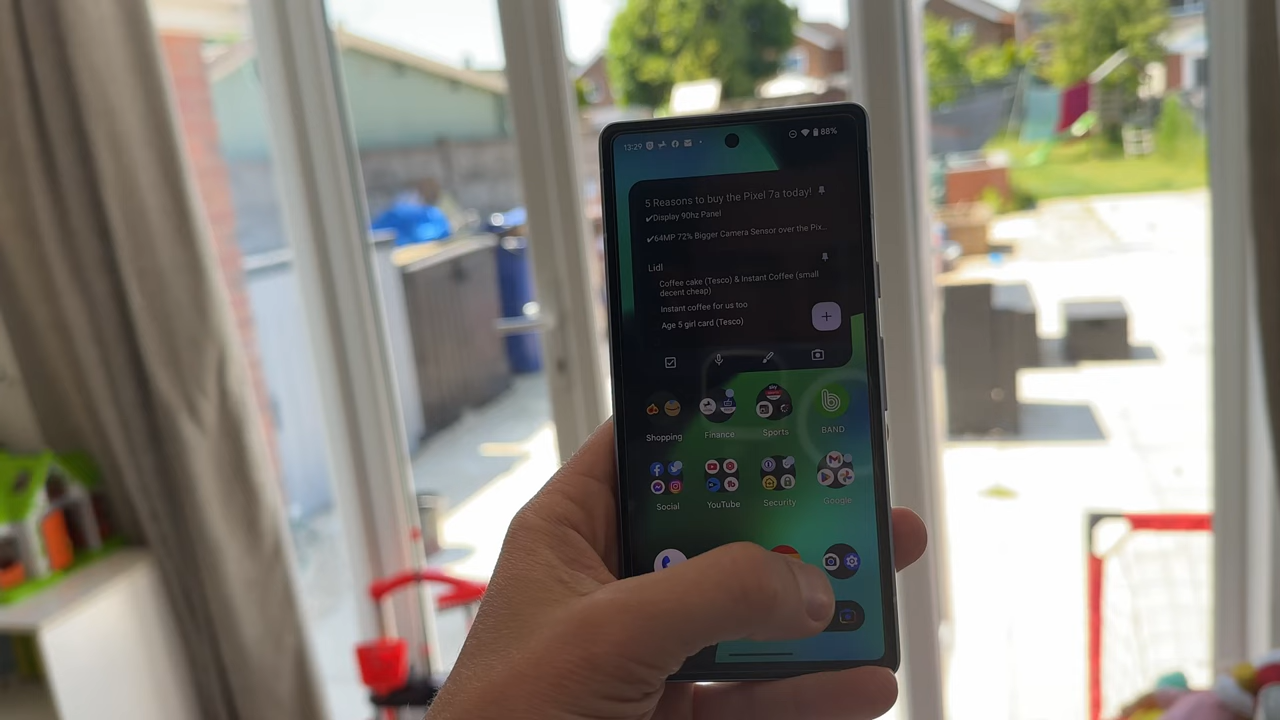 13:29
88%
5 Reasons to buy the Pixel 7a today!
✔Display 90hz Panel
✔64MP 72% Bigger Camera Sensor over the Pix...
Lidl
Coffee cake (Tesco) & Instant Coffee (small
decent cheap)
Instant coffee for us too
Age 5 girl card (Tesco)
Shopping Finance Sports BAND
Social YouTube Security Google